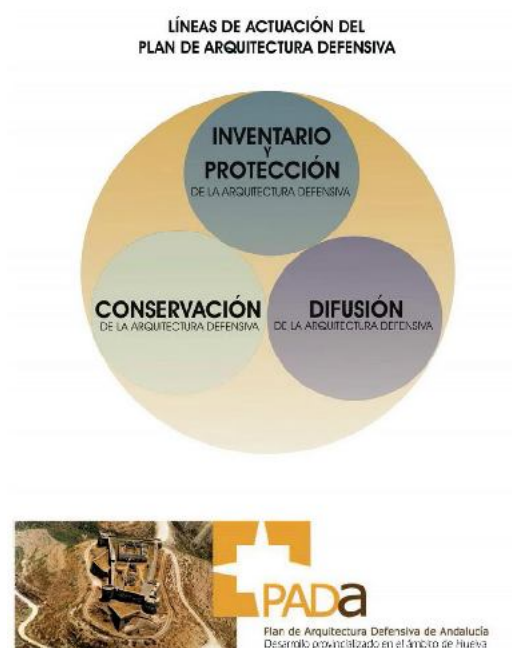 LÍNEAS DE ACTUACIÓN DEL
PLAN DE ARQUITECTURA DEFENSIVA
INVENTARIO
Y
PROTECCIÓN
DE LA ARQUITECTURA DEFENSIVA
CONSERVACIÓN
DE LA ARQUITECTURA DEFENSIVA
DIFUSIÓN
DE LA ARQUITECTURA DEFENSIVA
PADa
Plan de Arquitectura Defensiva de Andalucía
Desarrollo provincializado en el ámbito de Huelva